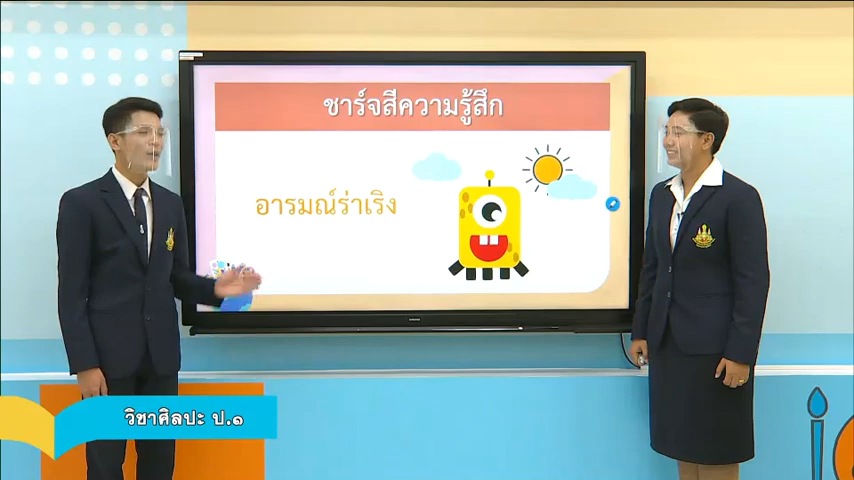 ชาร์จสีความรู้สึก
อารมณ์ร่าเริง
วิชาศิลปะ ป.๑